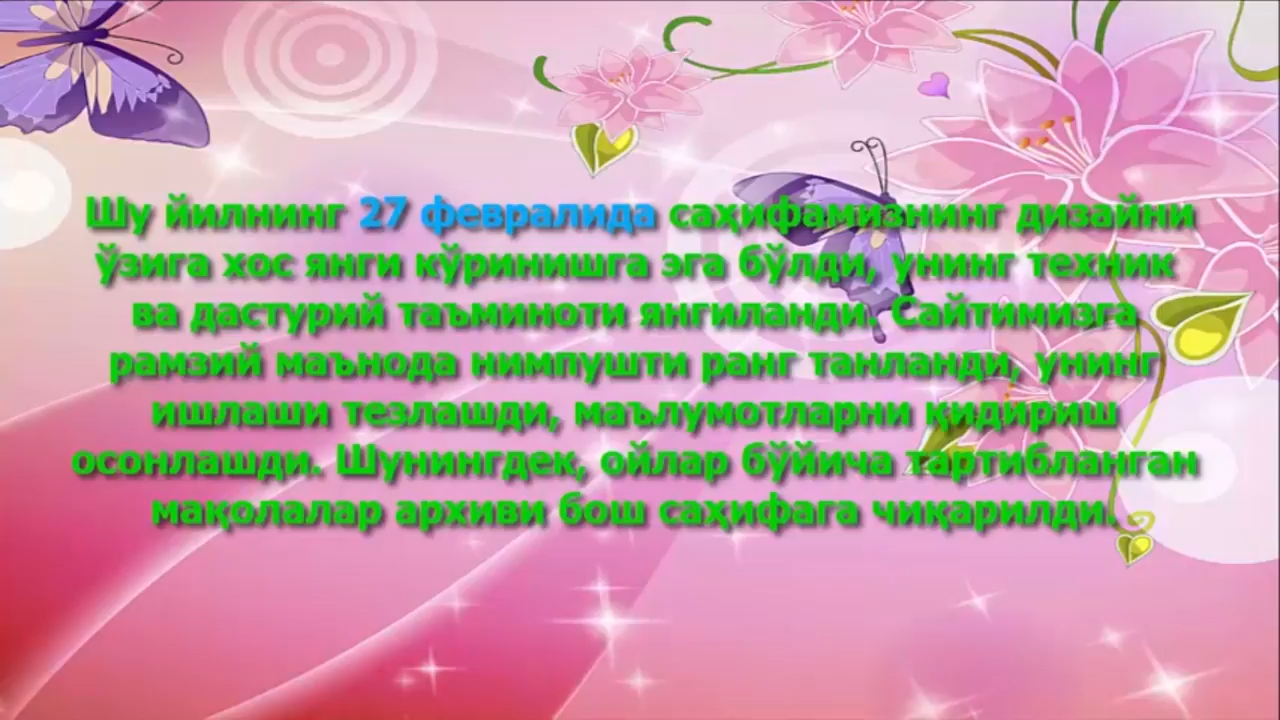 Шу йилнинг 27 февралида саҳифамизнинг дизайни
ўзига хос янги кўринишга эга бўлди, унинг техник
ва дастурий таъминоти янгиланди. Сайтимизга
рамзий маънода нимпушти ранг танланди, унинг
ишлаши тезлашди, маълумотларни қидириш
осонлашди. Шунингдек, ойлар бўйича тартибланган
мақолалар архиви бош саҳифага чиқарилди.